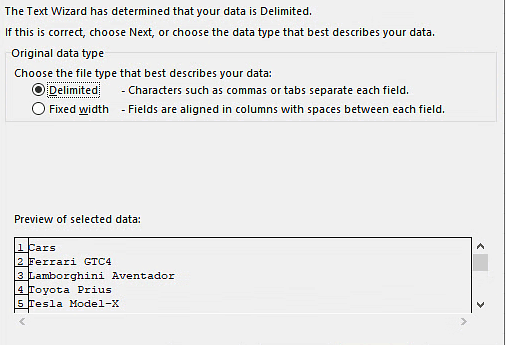 The Text Wizard has determined that your data is Delimited.
If this is correct, choose Next, or choose the data type that best describes your data.
Original data type
Choose the file type that best describes your data:
Delimited - Characters such as commas or tabs separate each field.
Fixed width - Fields are aligned in columns with spaces between each field.
Preview of selected data:
1 Cars
2 Ferrari GTC4
3 Lamborghini Aventador
4 Toyota Prius
5 Tesla Model-X